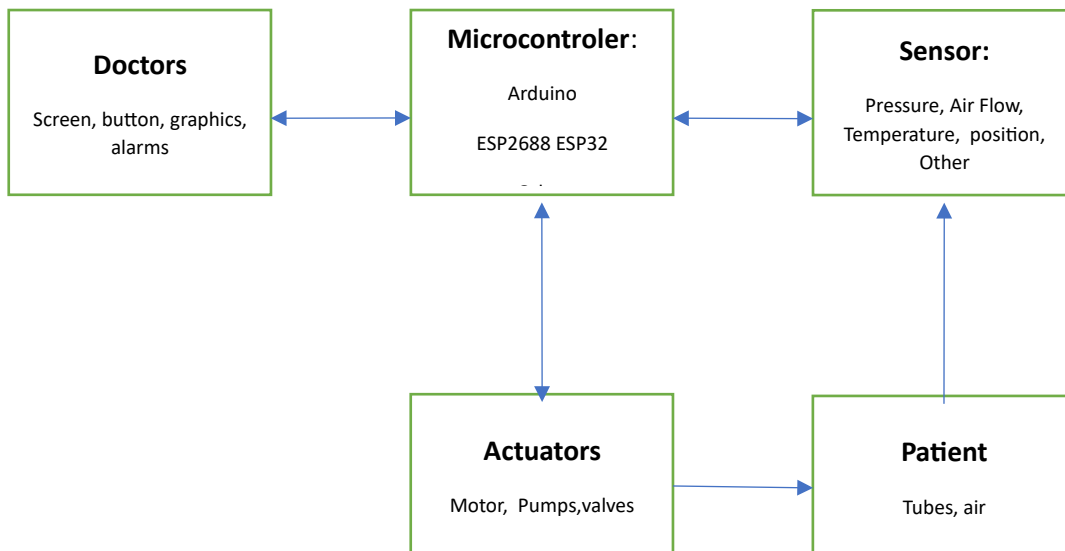 Doctors
Screen, button, graphics,
alarms
Microcontroler:
Arduino
ESP2688 ESP32
Sensor:
Pressure, Air Flow,
Temperature, position,
Other
Actuators
Motor, Pumps,valves
Patient
Tubes, air